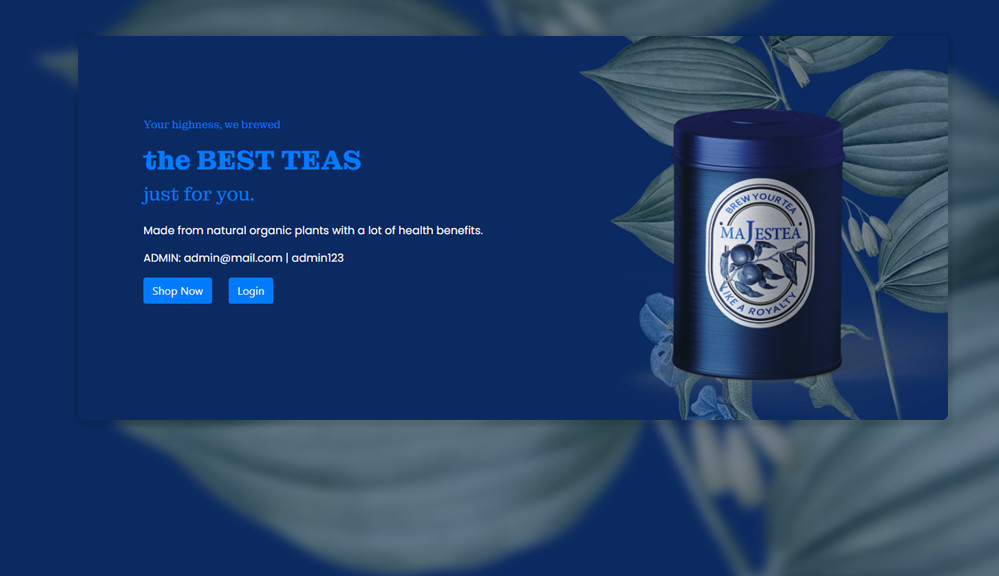 Your highness, we brewed
the BEST TEAS
just for you.
Made from natural organic plants with a lot of health benefits.
ADMIN: admin@mail.com | admin123
Shop Now
Login
BREW YOUR TEA
MAJESTEA
LIKE A ROYALTY